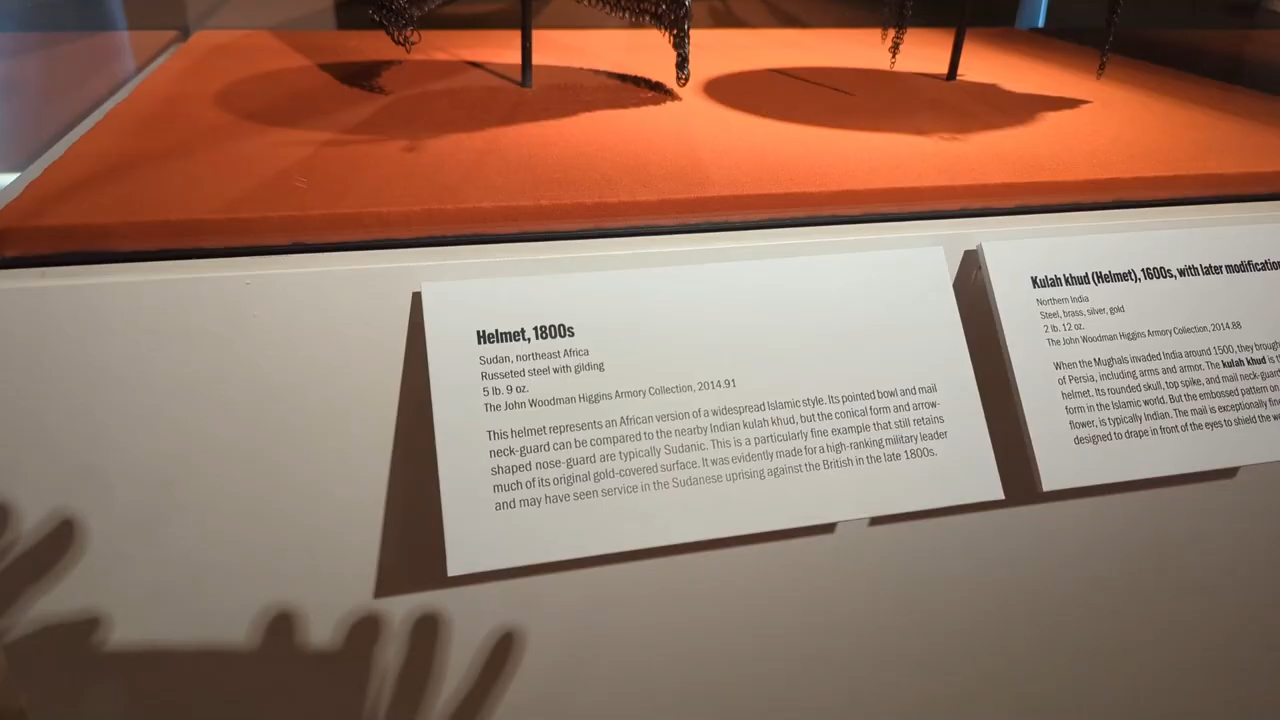 Helmet, 1800s
Sudan, northeast Africa
Russeted steel with gilding
5 lb. 9 oz.
The John Woodman Higgins Armory Collection, 2014.91
This helmet represents an African version of a widespread Islamic style. Its pointed bowl and mail
neck-guard can be compared to the nearby Indian kulah khud, but the conical form and arrow-
shaped nose-guard are typically Sudanic. This is a particularly fine example that still retains
much of its original gold-covered surface. It was evidently made for a high-ranking military leader
and may have seen service in the Sudanese uprising against the British in the late 1800s.
Kulah khud (Helmet), 1600s, with later modification
Northern India
Steel, brass, silver, gold
2 lb. 12 oz.
The John Woodman Higgins Armory Collection, 2014.88
When the Mughals invaded India around 1500, they brough
of Persia, including arms and armor. The kulah khud is
helmet. Its rounded skull, top spike, and mail neck-guard
form in the Islamic world. But the embossed pattern on
flower, is typically Indian. The mail is exceptionally fine
designed to drape in front of the eyes to shield the